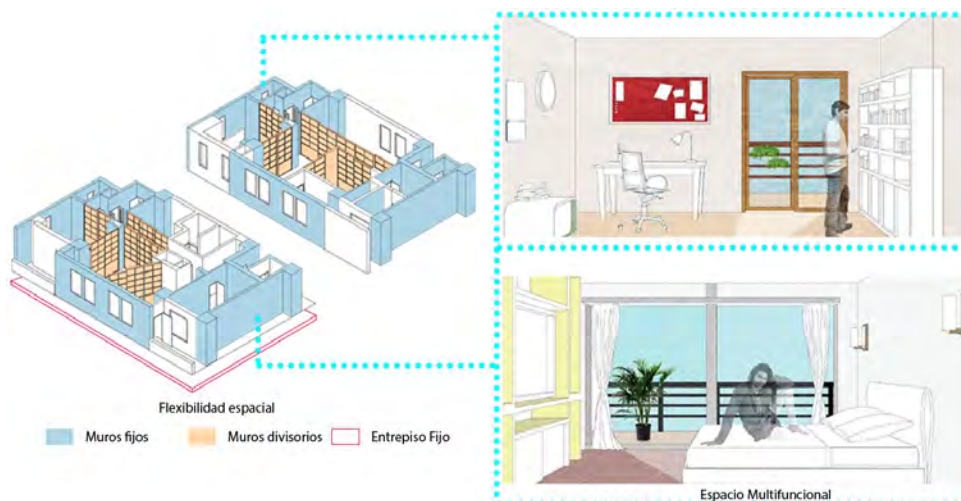 Flexibilidad espacial
Muros fijos
Muros divisorios
Entrepiso Fijo
Espacio Multifuncional